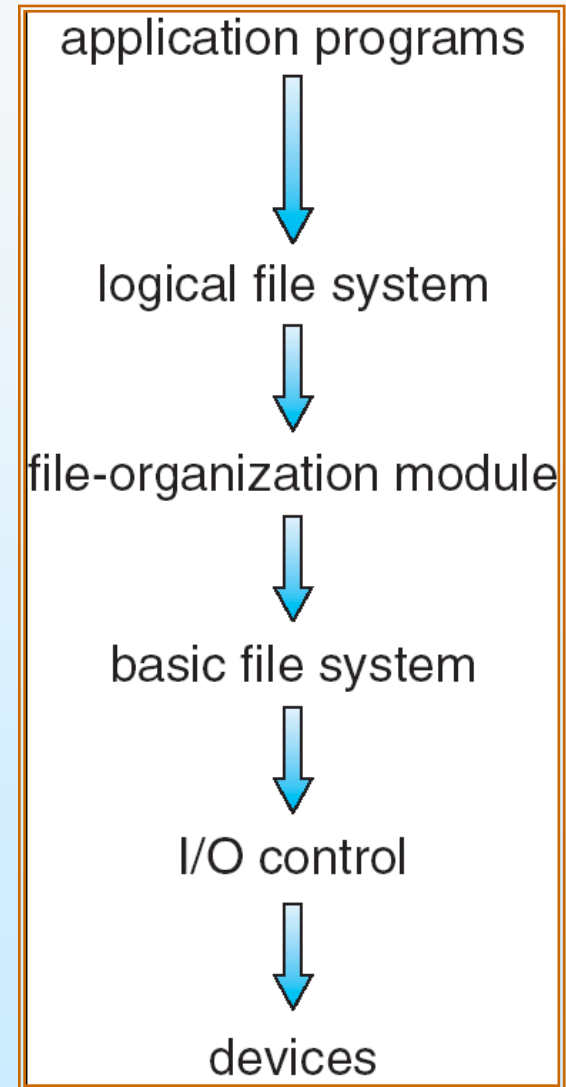 application programs
logical file system
file-organization module
basic file system
I/O control
devices